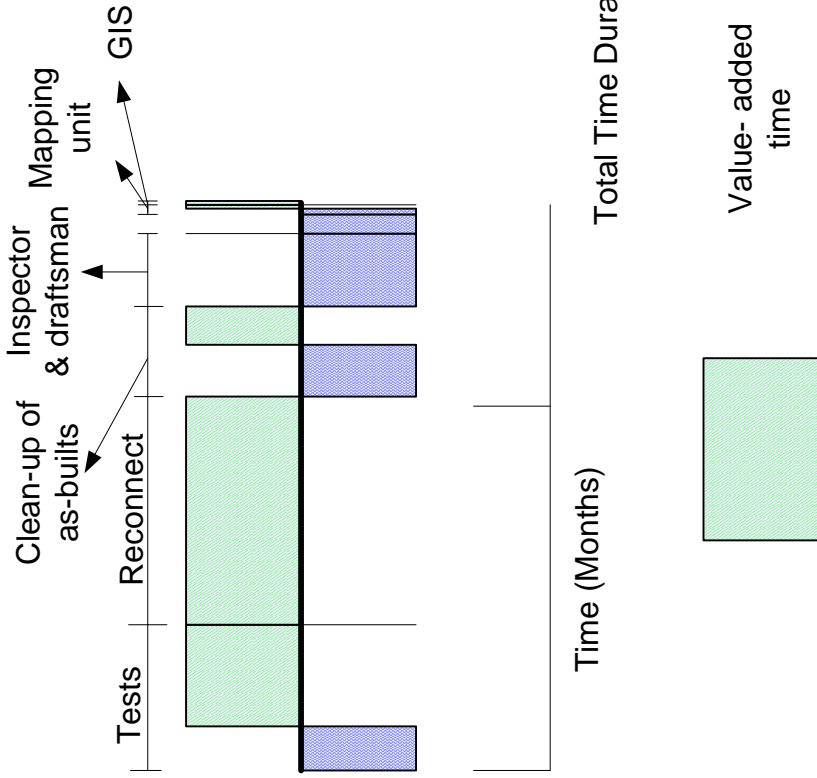 Tests
Reconnect
Clean-up of
as-builts
Inspector
& draftsman
Mapping
unit
GIS
Time (Months)
Total Time
Value- added
time